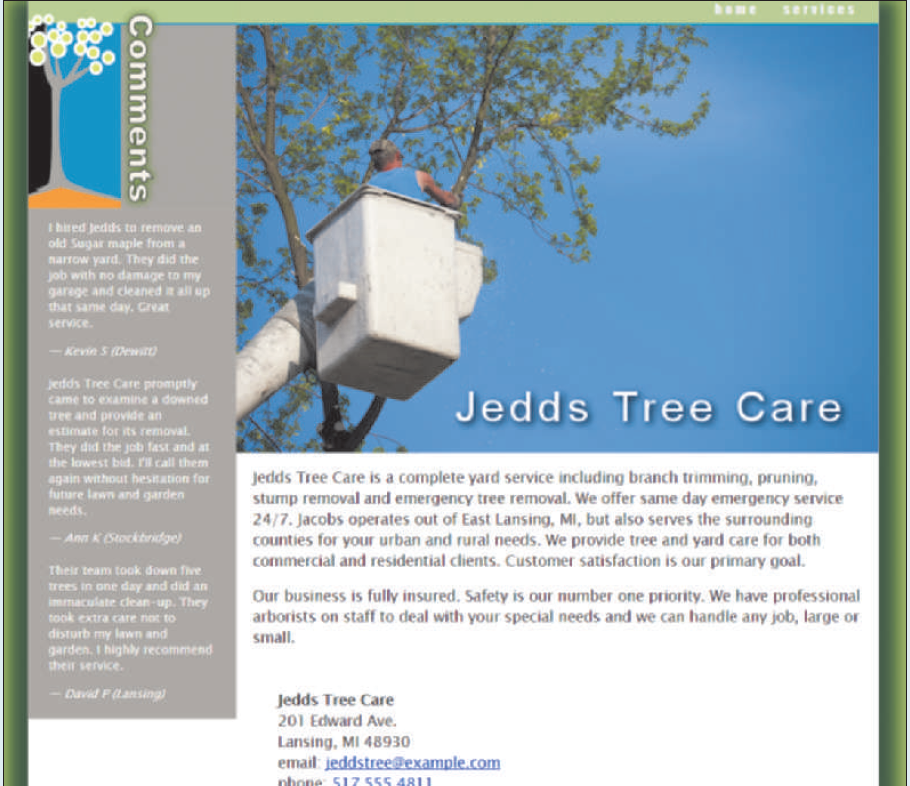 home services
Comments
I hired Jedds to remove an
old Sugar maple from a
narrow yard. They did the
job with no damage to my
garage and cleaned it all up
that same day. Great
service.
— Kevin S (Dewitt)
Jedds Tree Care promptly
came to examine a downed
tree and provide an
estimate for its removal.
They did the job fast and at
the lowest bid. I'll call them
again without hesitation for
future lawn and garden
needs.
— Ann K (Stockbridge)
Their team took down five
trees in one day and did an
immaculate clean-up. They
took extra care not to
disturb my lawn and
garden. I highly recommend
their service.
— David P (Lansing)
Jedds Tree Care
Jedds Tree Care is a complete yard service including branch trimming, pruning,
stump removal and emergency tree removal. We offer same day emergency service
24/7. Jacobs operates out of East Lansing, MI, but also serves the surrounding
counties for your urban and rural needs. We provide tree and yard care for both
commercial and residential clients. Customer satisfaction is our primary goal.
Our business is fully insured. Safety is our number one priority. We have professional
arborists on staff to deal with your special needs and we can handle any job, large or
small.
Jedds Tree Care
201 Edward Ave.
Lansing, MI 48930
email: jeddstree@example.com
phone: 517.555.4811